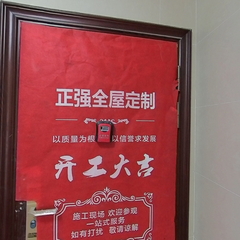 正强全屋定制
以质量为根 以信誉求发展
开工大吉
施工现场 欢迎参观
一站式服务
如有打扰 敬请谅解